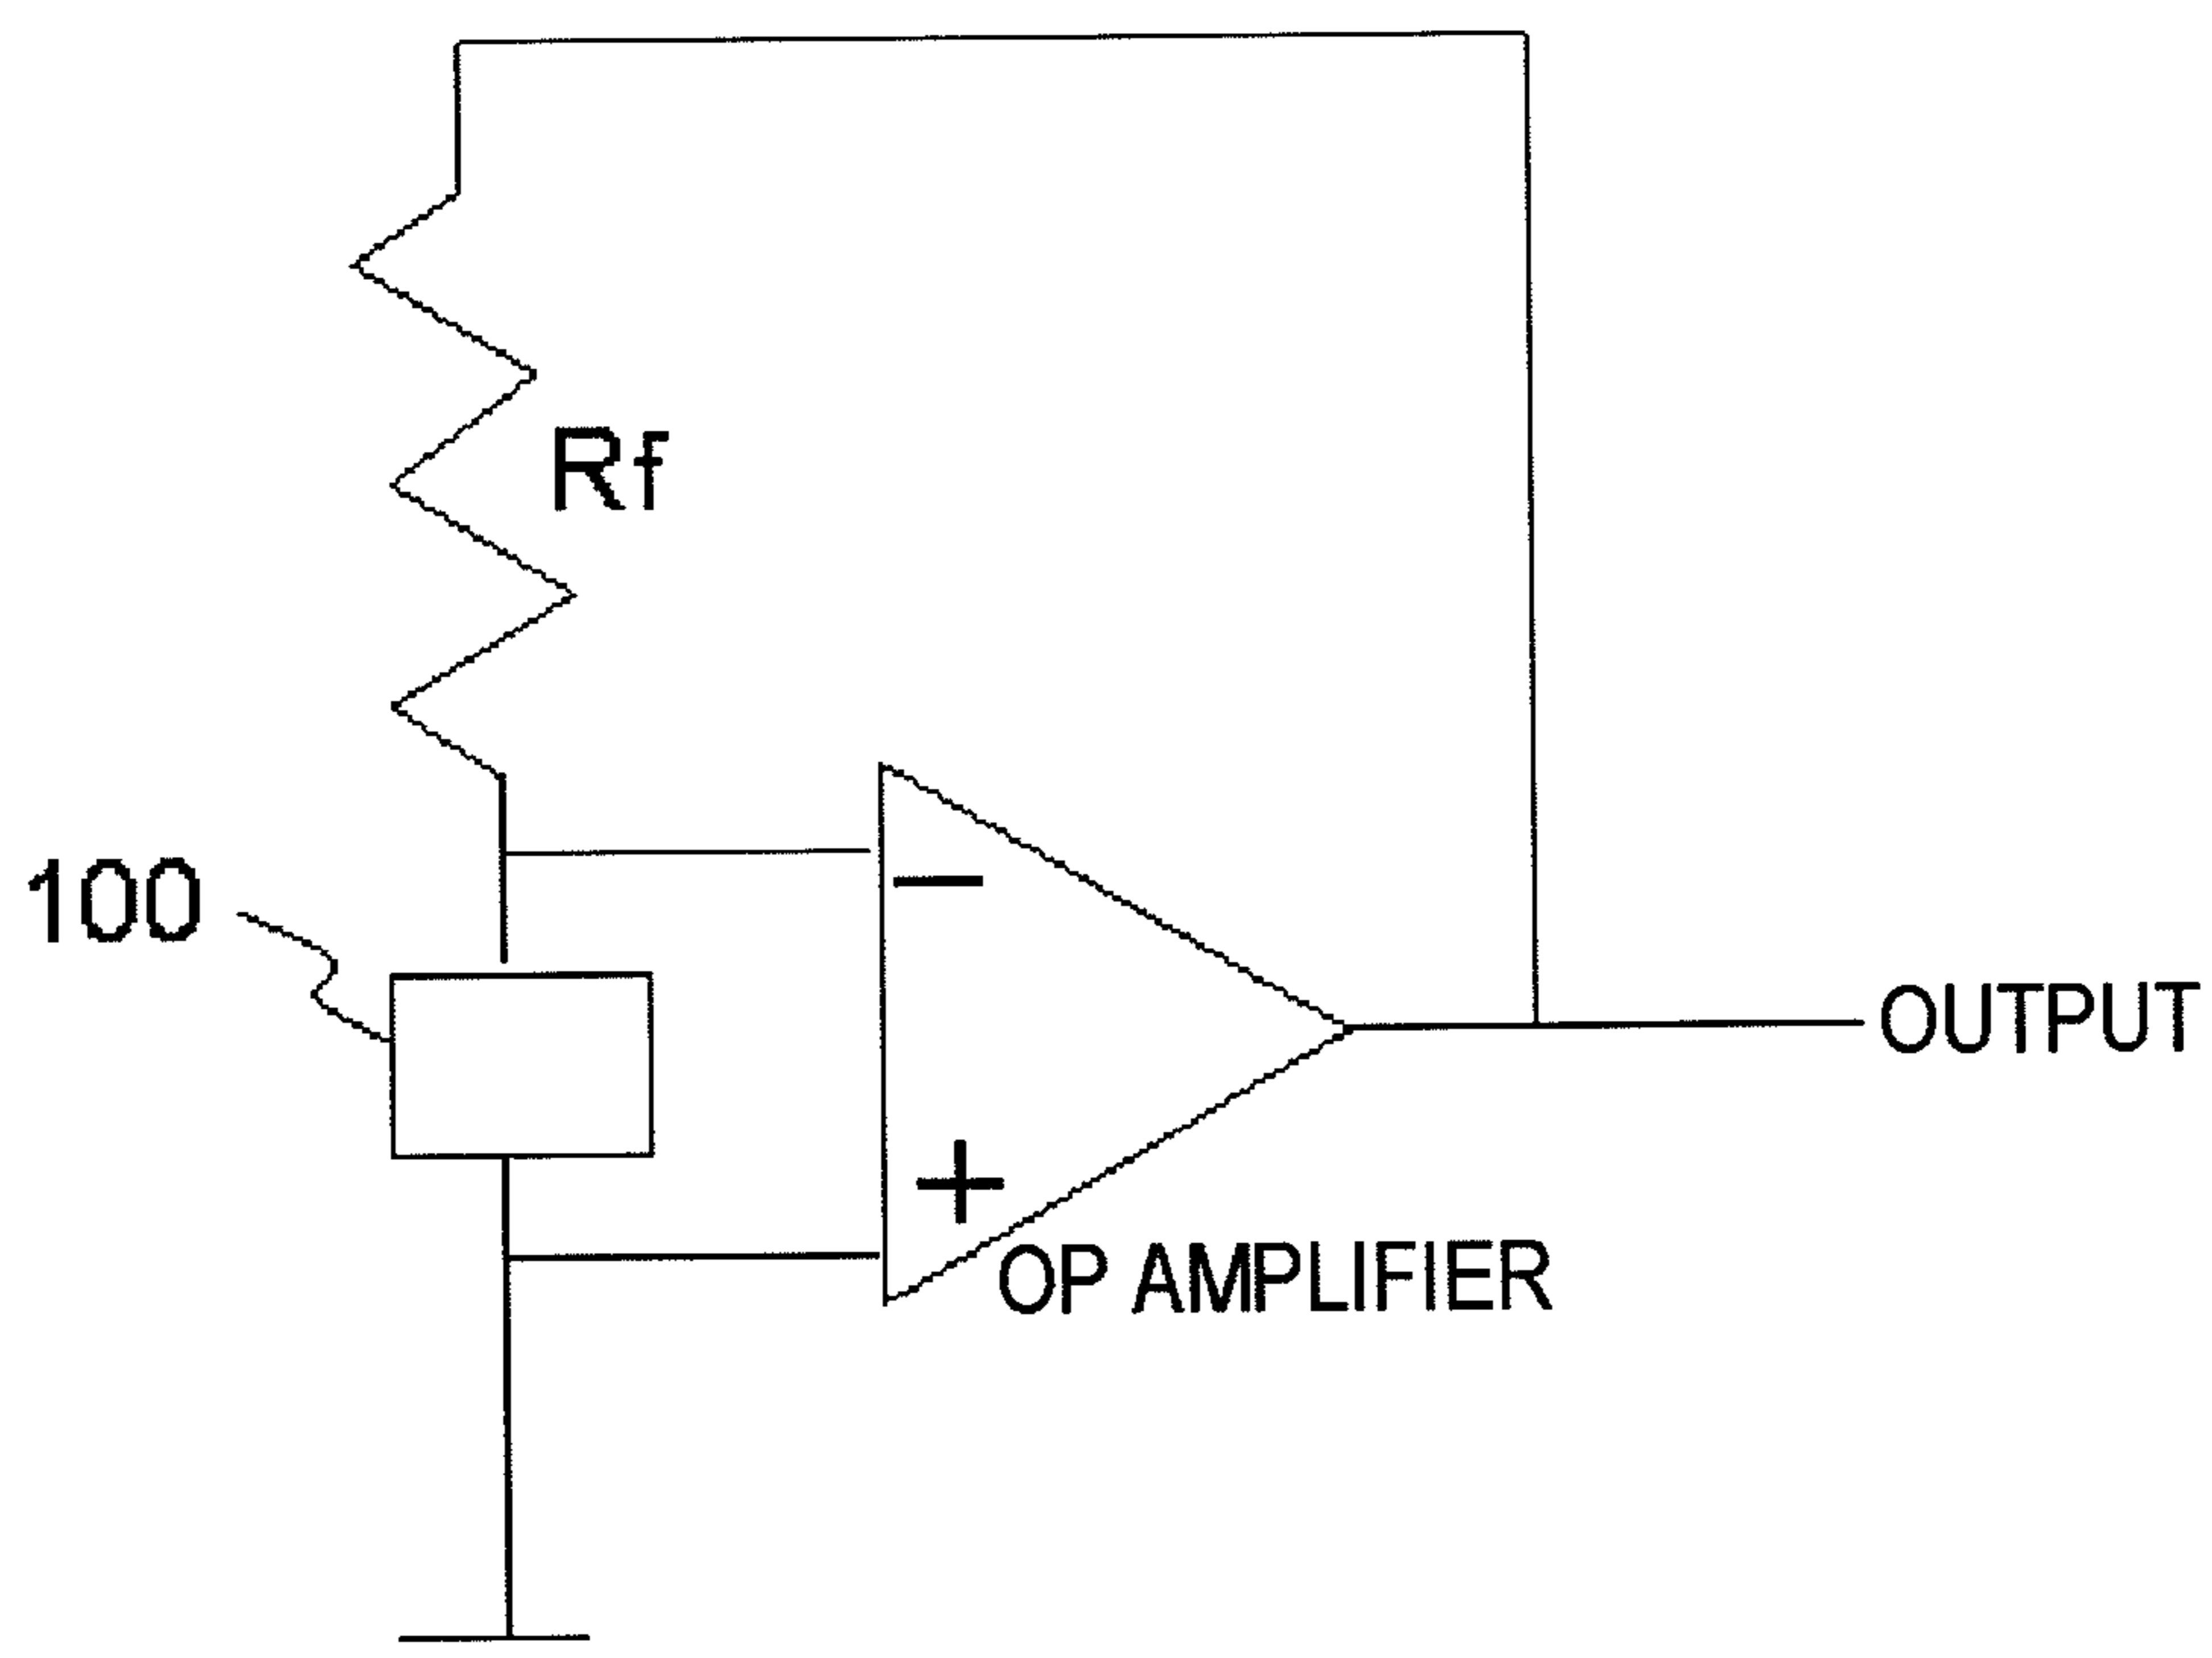 Rf
100
−
OUTPUT
+
OP AMPLIFIER